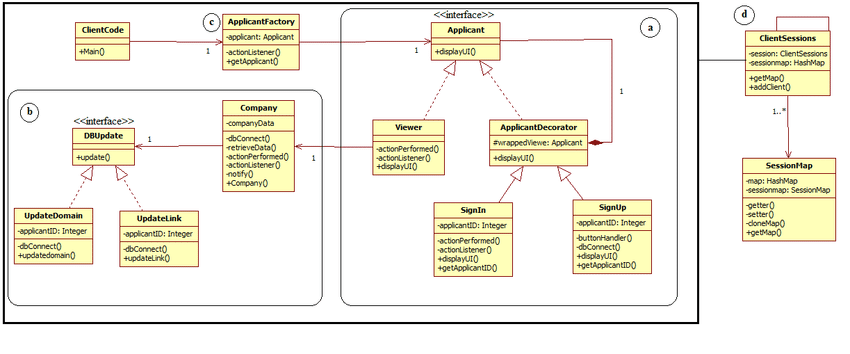 ClientCode
+Main()
c
ApplicantFactory
-applicant: Applicant
-actionListener()
+getApplicant()
1
1
<<interface>>
Applicant
+displayUI()
a
1
Viewer
-actionPerformed()
-actionListener()
+displayUI()
ApplicantDecorator
#wrappedViewe: Applicant
+displayUI()
SignIn
-applicantID: Integer
-actionPerformed()
-actionListener()
+displayUI()
+getApplicantID()
SignUp
-applicantID: Integer
-buttonHandler()
-dbConnect()
+displayUI()
+getApplicantID()
b
<<interface>>
DBUpdate
+update()
1
Company
-companyData
-dbConnect()
-retrieveData()
-actionPerformed()
-actionListener()
-notify()
+Company()
1
UpdateDomain
-applicantID: Integer
-dbConnect()
+updatedomain()
UpdateLink
-applicantID: Integer
-dbConnect()
+updateLink()
d
ClientSessions
-session: ClientSessions
-sessionmap: HashMap
+getMap()
+addClient()
1..*
SessionMap
-map: HashMap
-sessionmap: SessionMap
-getter()
-setter()
-cloneMap()
+getMap()